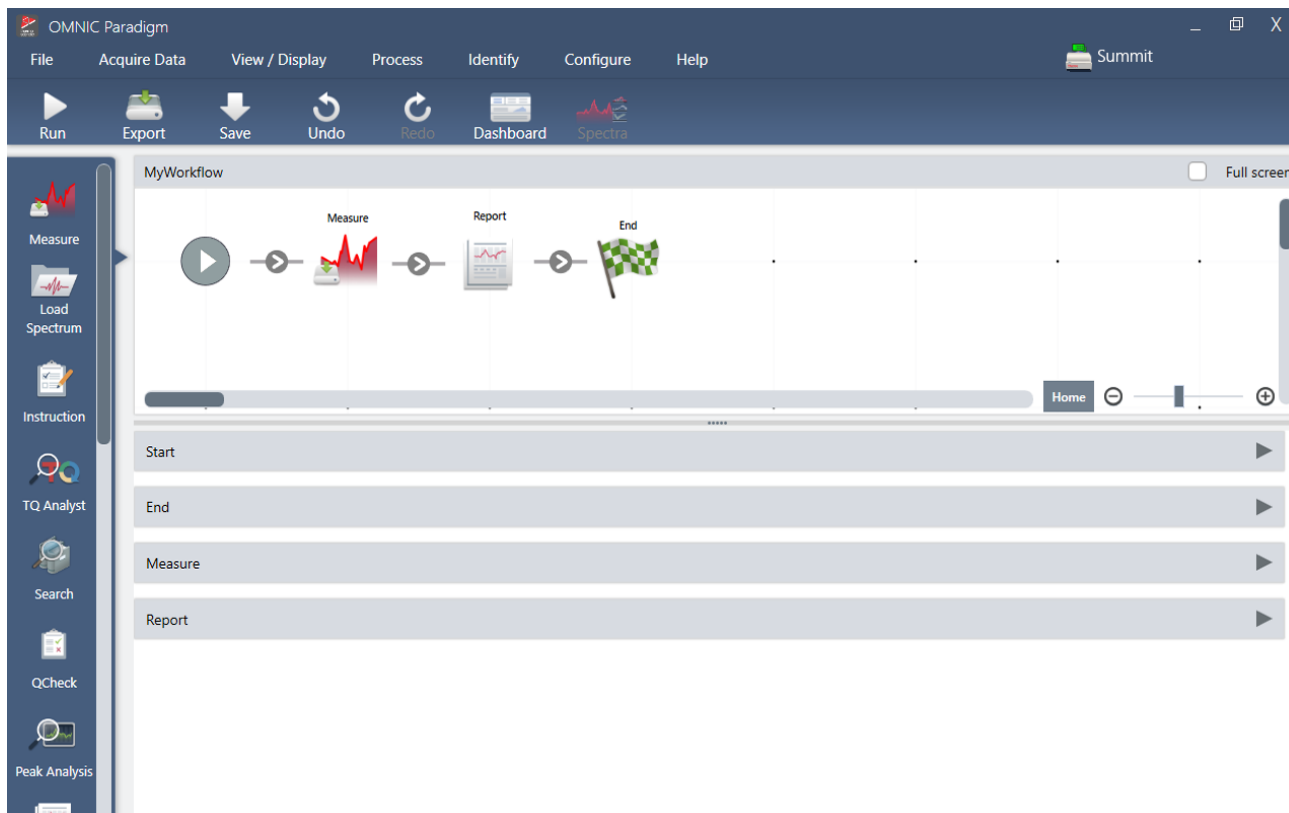 OMNIC Paradigm
File Acquire Data View / Display Process Identify Configure Help Summit
Run Export Save Undo Redo Dashboard Spectra
MyWorkflow Full screen
Measure Report End
Measure
Load
Spectrum
Instruction
TQ Analyst
Search
QCheck
Peak Analysis
Home
Start
End
Measure
Report